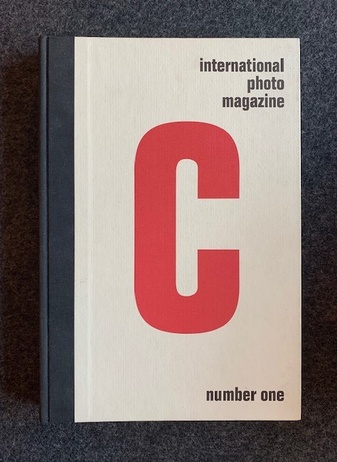 international
photo
magazine
C
number one